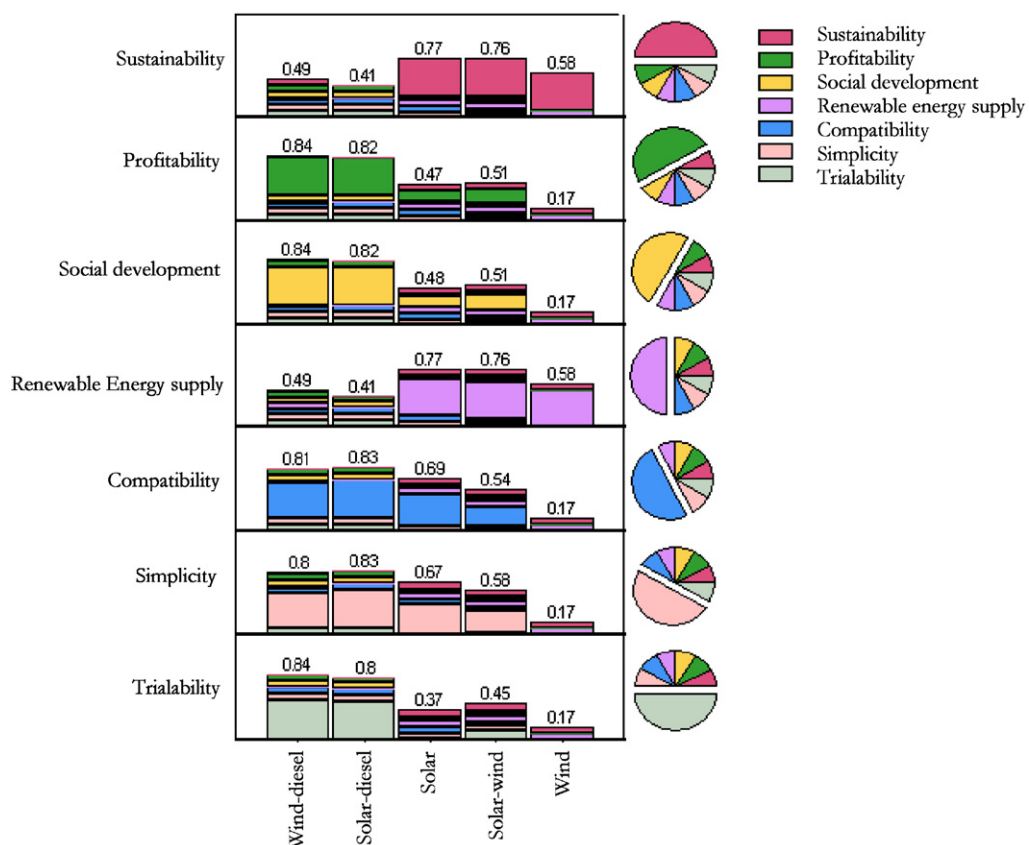 Sustainability
0.49
0.41
0.77
0.76
0.58
Profitability
0.84
0.82
0.47
0.51
0.17
Social development
0.84
0.82
0.48
0.51
0.17
Renewable Energy supply
0.49
0.41
0.77
0.76
0.58
Compatibility
0.81
0.83
0.69
0.54
0.17
Simplicity
0.8
0.83
0.67
0.58
0.17
Trialability
0.84
0.8
0.37
0.45
0.17
Wind-diesel
Solar-diesel
Solar
Solar-wind
Wind
Sustainability
Profitability
Social development
Renewable energy supply
Compatibility
Simplicity
Trialability